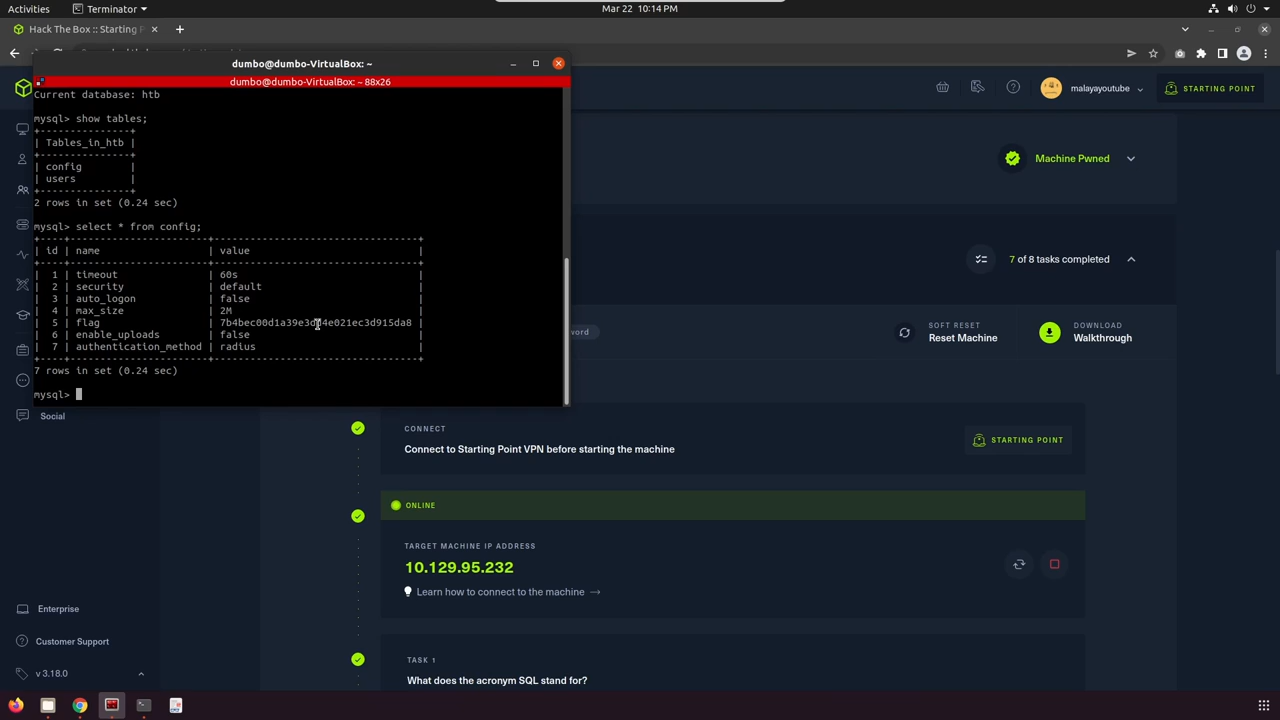 Activities
Terminator
Mar 22 10:14 PM
Hack The Box :: Starting
dumbo@dumbo-VirtualBox: ~
dumbo@dumbo-VirtualBox: ~ 88x26
Current database: htb
mysql> show tables;
+---------------+
| Tables_in_htb |
+---------------+
| config        |
| users         |
+---------------+
2 rows in set (0.24 sec)
mysql> select * from config;
+----+-----------------------+----------------------------------+
| id | name                  | value                            |
+----+-----------------------+----------------------------------+
|  1 | timeout               | 60s                              |
|  2 | security              | default                          |
|  3 | auto_logon            | false                            |
|  4 | max_size              | 2M                               |
|  5 | flag                  |
|  6 | enable_uploads        | false                            |
|  7 | authentication_method | radius                           |
+----+-----------------------+----------------------------------+
7 rows in set (0.24 sec)
mysql>
malayayoutube
STARTING POINT
Machine Pwned
7 of 8 tasks completed
SOFT RESET
Reset Machine
DOWNLOAD
Walkthrough
Social
CONNECT
Connect to Starting Point VPN before starting the machine
STARTING POINT
ONLINE
TARGET MACHINE IP ADDRESS
10.129.95.232
Learn how to connect to the machine
Enterprise
Customer Support
v 3.18.0
TASK 1
What does the acronym SQL stand for?